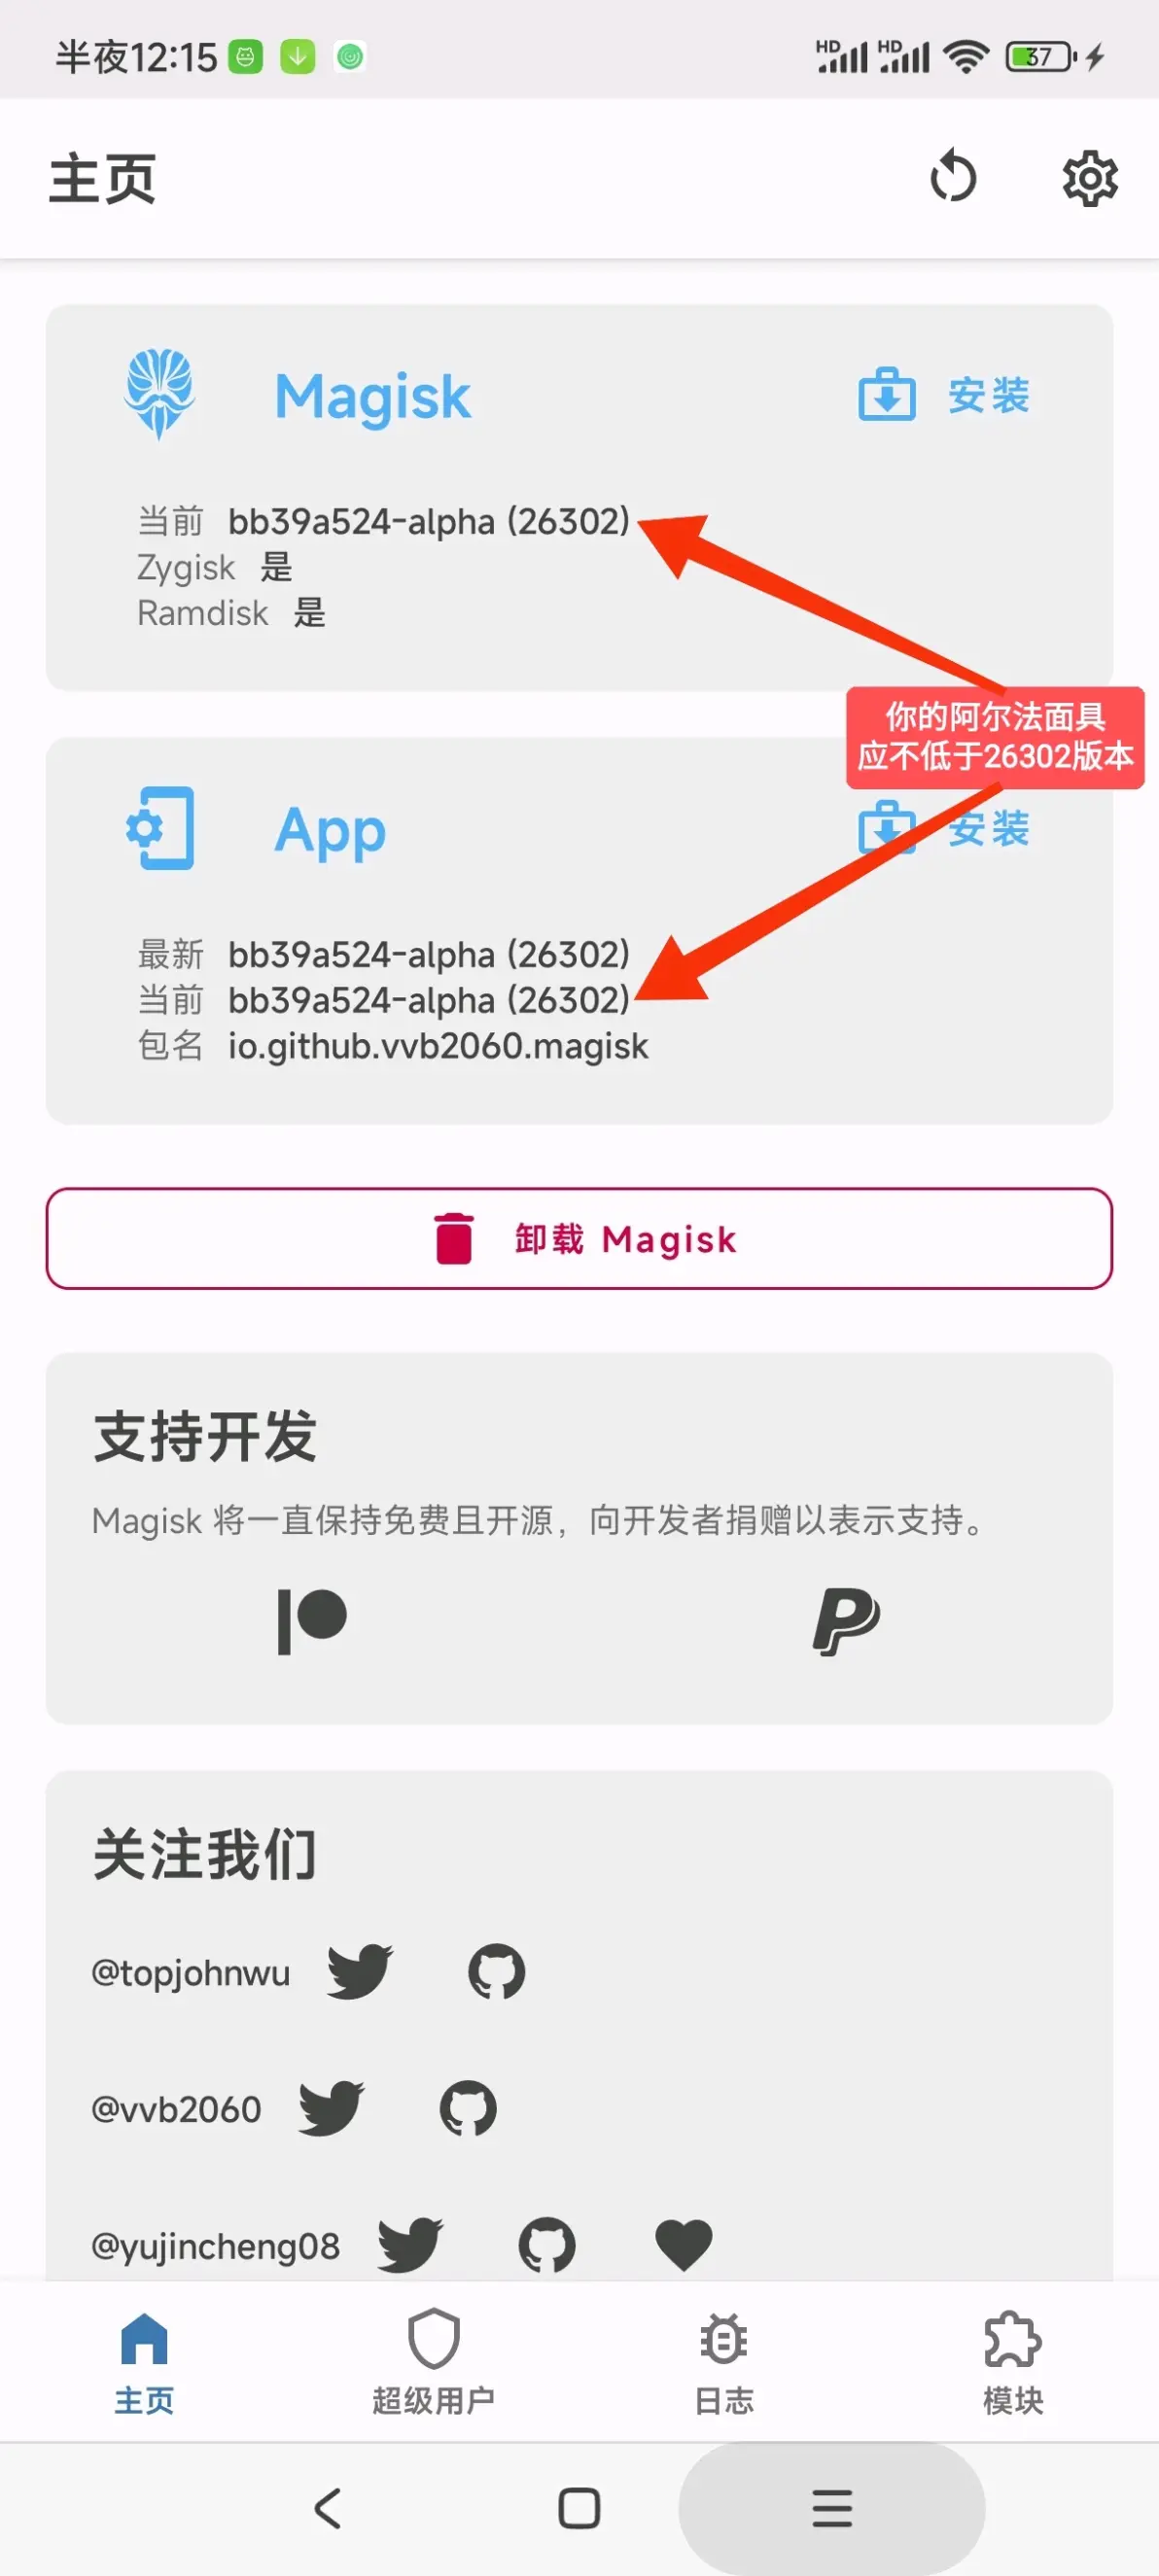 半夜12:15
HD HD 37
主页
Magisk 安装
当前 bb39a524-alpha (26302)
Zygisk 是
Ramdisk 是
你的阿尔法面具
应不低于26302版本
App 安装
最新 bb39a524-alpha (26302)
当前 bb39a524-alpha (26302)
包名 io.github.vvb2060.magisk
卸载 Magisk
支持开发
Magisk 将一直保持免费且开源，向开发者捐赠以表示支持。
关注我们
@topjohnwu
@vvb2060
@yujincheng08
主页 超级用户 日志 模块